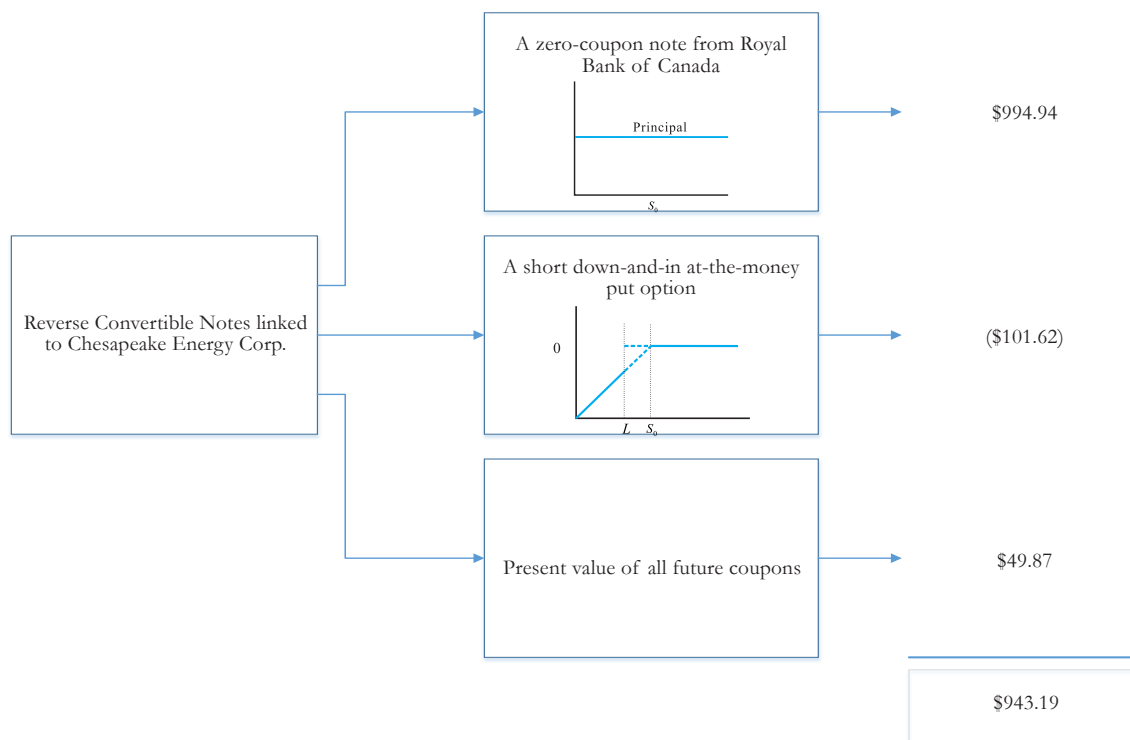 A zero-coupon note from Royal
Bank of Canada
Principal
S₀
$994.94
Reverse Convertible Notes linked
to Chesapeake Energy Corp.
A short down-and-in at-the-money
put option
0
L
S₀
($101.62)
Present value of all future coupons
$49.87
$943.19